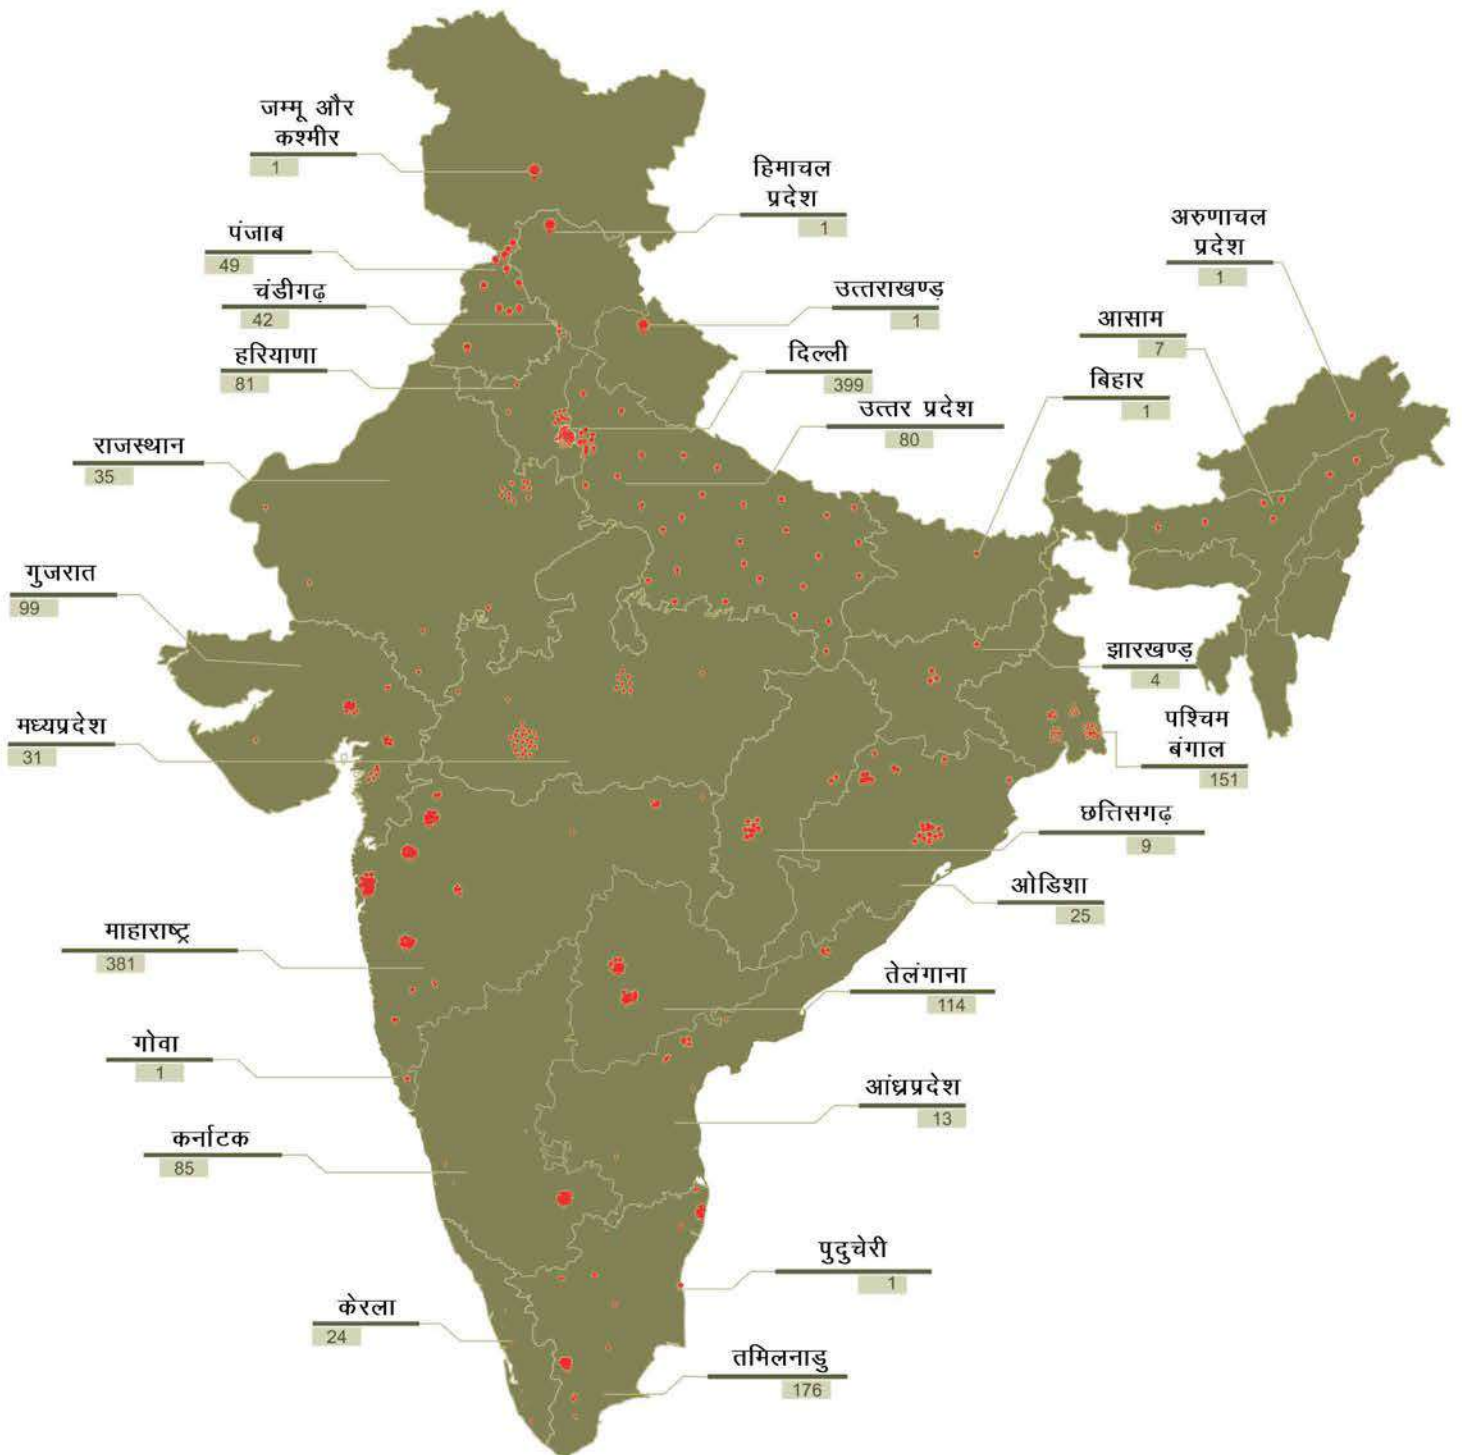 जम्मू और
कश्मीर
1
हिमाचल
प्रदेश
1
अरुणाचल
प्रदेश
1
पंजाब
49
चंडीगढ़
42
उत्तराखण्ड़
1
आसाम
7
हरियाणा
81
दिल्ली
399
बिहार
1
उत्तर प्रदेश
80
राजस्थान
35
गुजरात
99
झारखण्ड़
4
मध्यप्रदेश
31
पश्चिम
बंगाल
151
छत्तिसगढ़
9
ओडिशा
25
माहाराष्ट्र
381
तेलंगाना
114
गोवा
1
आंध्रप्रदेश
13
कर्नाटक
85
पुदुचेरी
1
केरला
24
तमिलनाडु
176